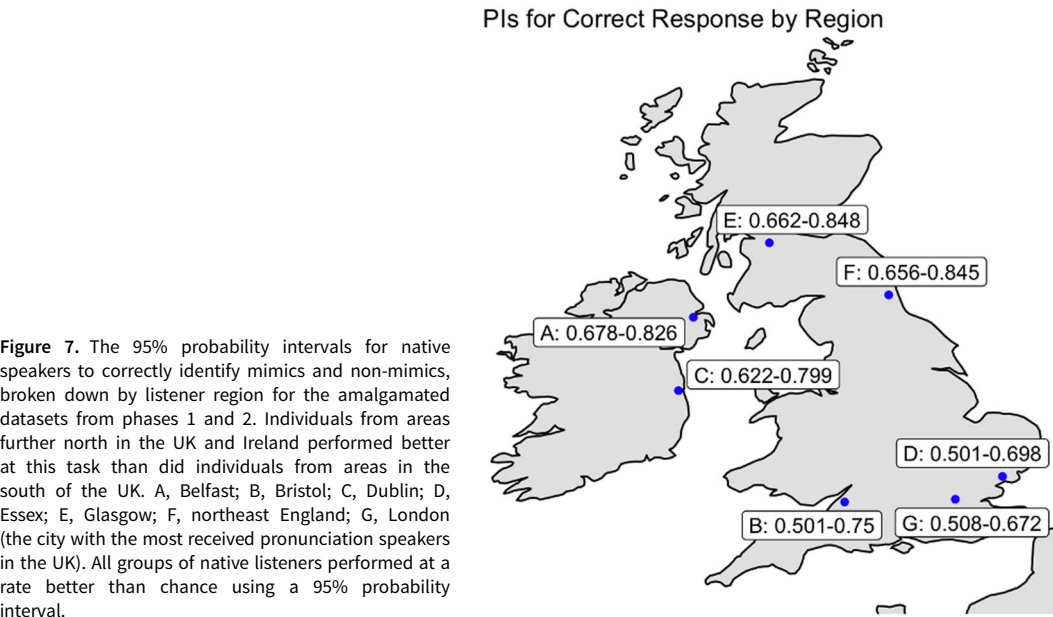 PIs for Correct Response by Region
E: 0.662-0.848
F: 0.656-0.845
A: 0.678-0.826
C: 0.622-0.799
D: 0.501-0.698
B: 0.501-0.75
G: 0.508-0.672
Figure 7. The 95% probability intervals for native
speakers to correctly identify mimics and non-mimics,
broken down by listener region for the amalgamated
datasets from phases 1 and 2. Individuals from areas
further north in the UK and Ireland performed better
at this task than did individuals from areas in the
south of the UK. A, Belfast; B, Bristol; C, Dublin; D,
Essex; E, Glasgow; F, northeast England; G, London
(the city with the most received pronunciation speakers
in the UK). All groups of native listeners performed at a
rate better than chance using a 95% probability
interval.